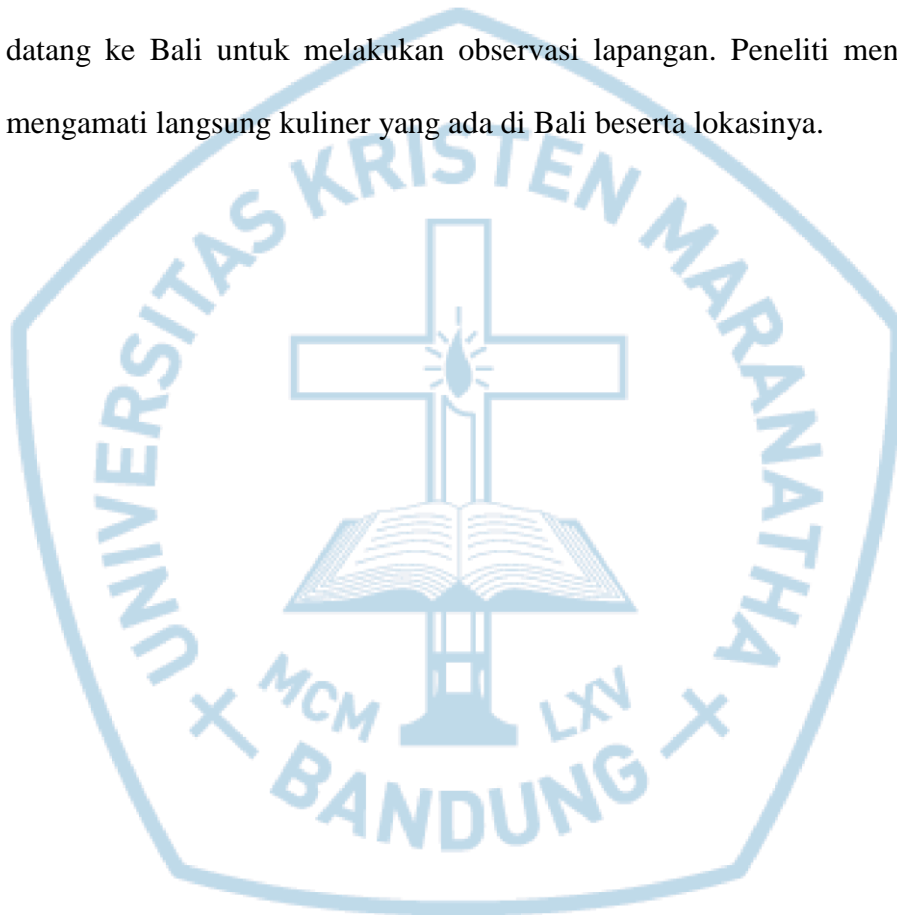 datang ke Bali untuk melakukan observasi lapangan. Peneliti men
mengamati langsung kuliner yang ada di Bali beserta lokasinya.
UNIVERSITAS KRISTEN MARANATHA
MCM LXV
BANDUNG